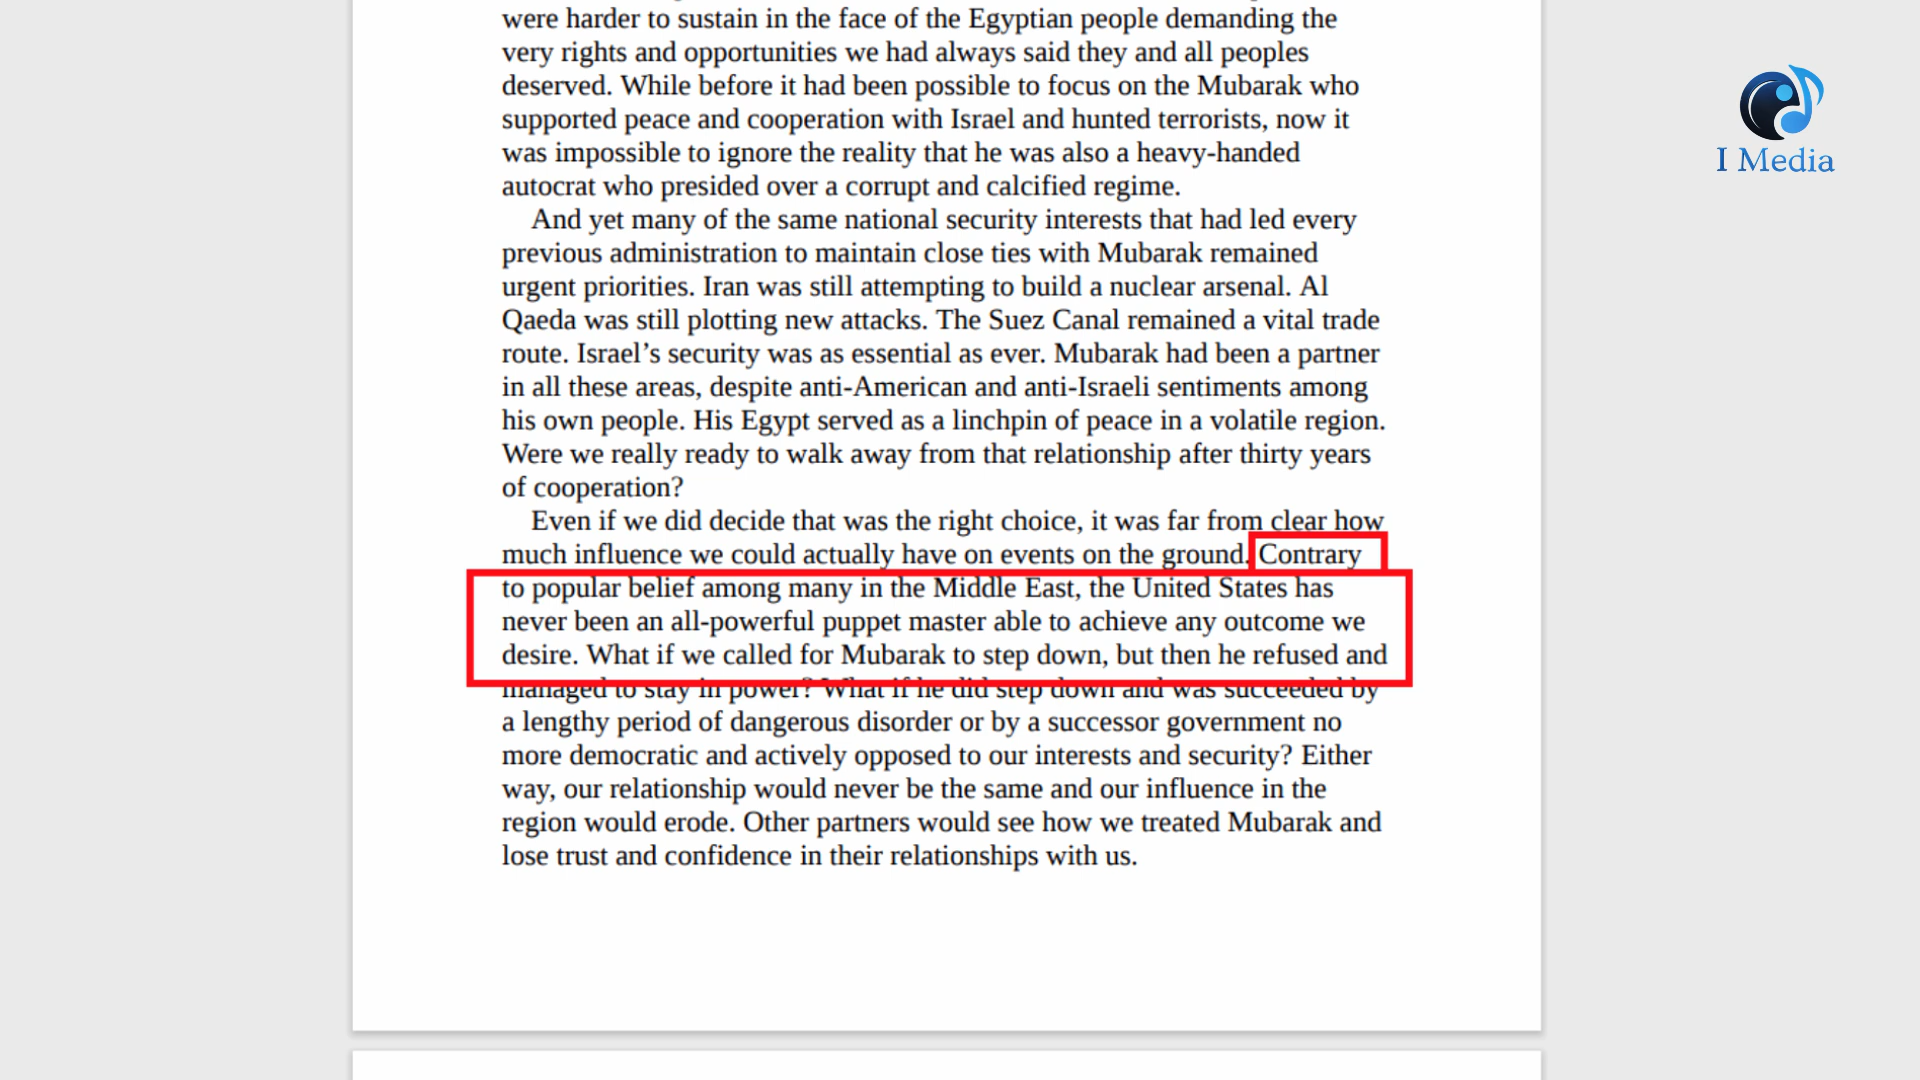 were harder to sustain in the face of the Egyptian people demanding the
very rights and opportunities we had always said they and all peoples
deserved. While before it had been possible to focus on the Mubarak who
supported peace and cooperation with Israel and hunted terrorists, now it
was impossible to ignore the reality that he was also a heavy-handed
autocrat who presided over a corrupt and calcified regime.
And yet many of the same national security interests that had led every
previous administration to maintain close ties with Mubarak remained
urgent priorities. Iran was still attempting to build a nuclear arsenal. Al
Qaeda was still plotting new attacks. The Suez Canal remained a vital trade
route. Israel’s security was as essential as ever. Mubarak had been a partner
in all these areas, despite anti-American and anti-Israeli sentiments among
his own people. His Egypt served as a linchpin of peace in a volatile region.
Were we really ready to walk away from that relationship after thirty years
of cooperation?
Even if we did decide that was the right choice, it was far from clear how
much influence we could actually have on events on the ground. Contrary
to popular belief among many in the Middle East, the United States has
never been an all-powerful puppet master able to achieve any outcome we
desire. What if we called for Mubarak to step down, but then he refused and
managed to stay in power? What if he did step down and was succeeded by
a lengthy period of dangerous disorder or by a successor government no
more democratic and actively opposed to our interests and security? Either
way, our relationship would never be the same and our influence in the
region would erode. Other partners would see how we treated Mubarak and
lose trust and confidence in their relationships with us.
I Media